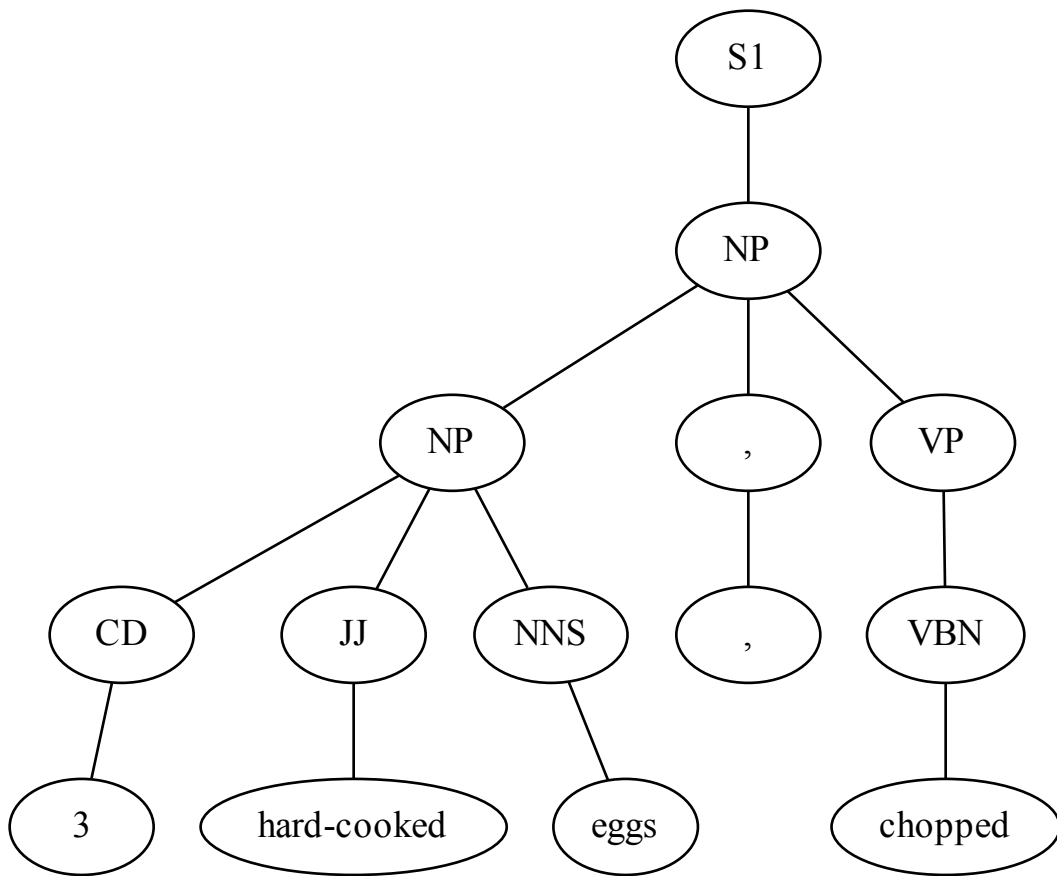 S1
NP
NP , VP
CD JJ NNS , VBN
3 hard-cooked eggs chopped